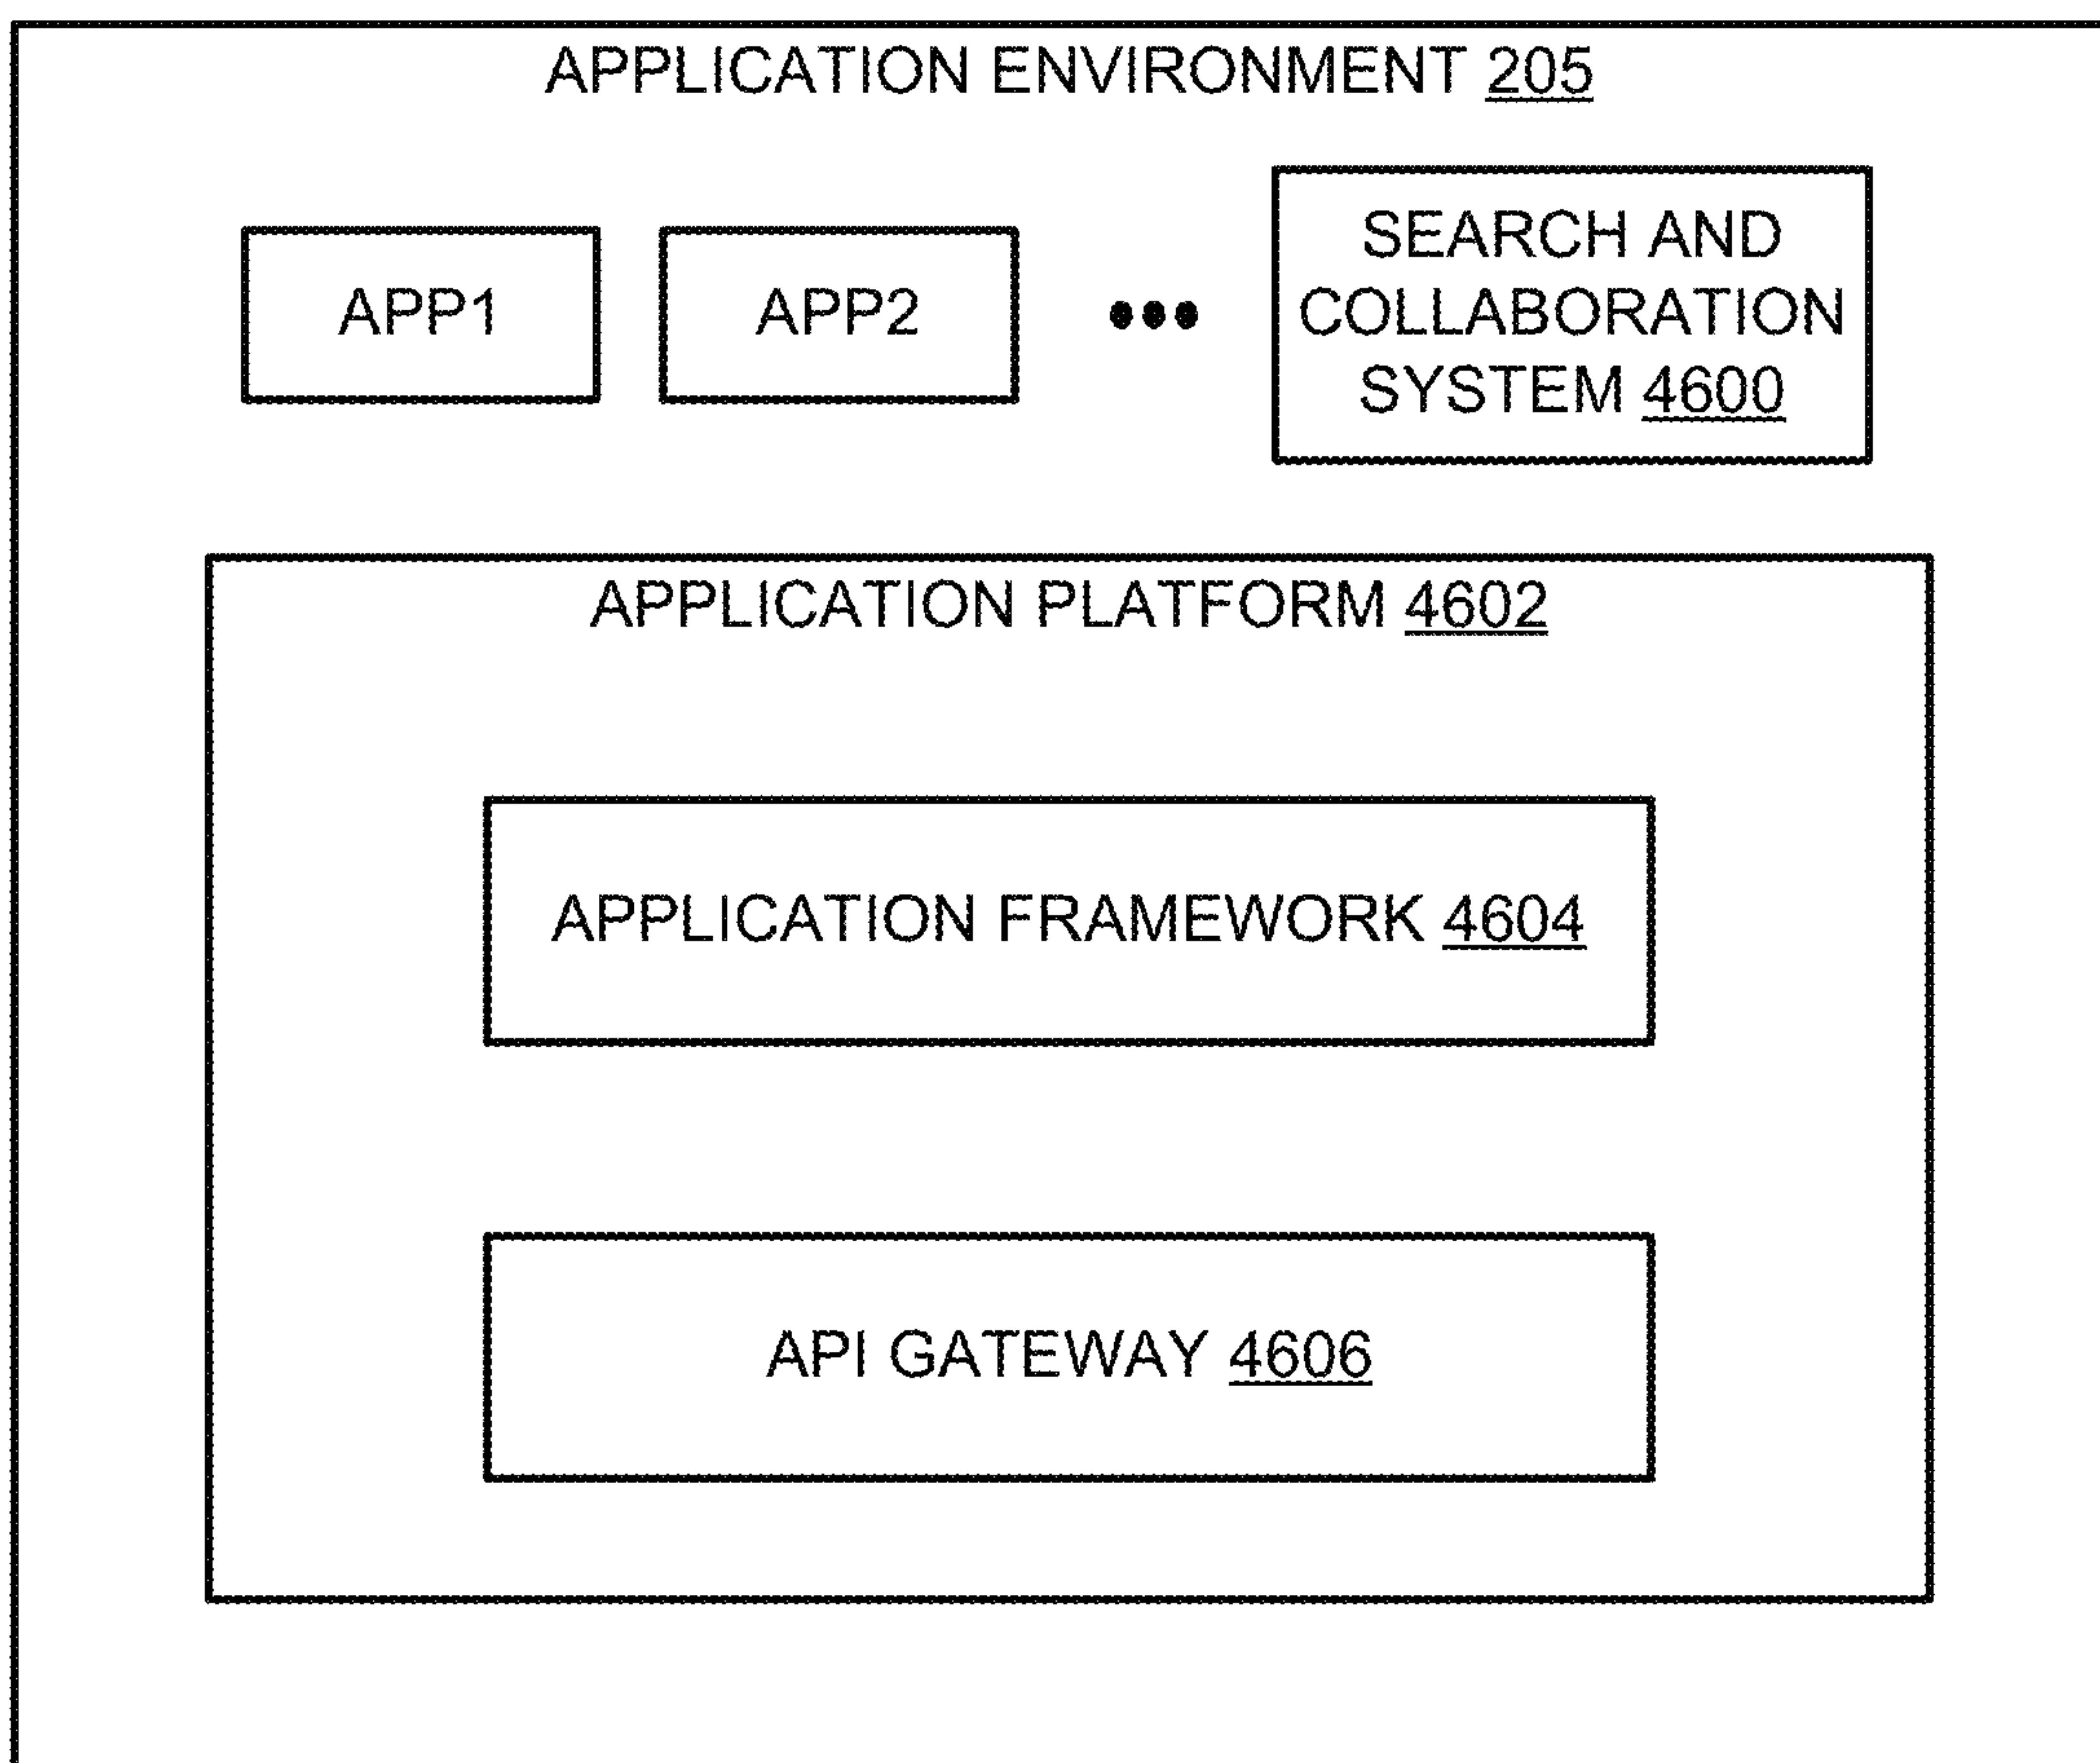 APPLICATION ENVIRONMENT 205
APP1
APP2
SEARCH AND
COLLABORATION
SYSTEM 4600
APPLICATION PLATFORM 4602
APPLICATION FRAMEWORK 4604
API GATEWAY 4606